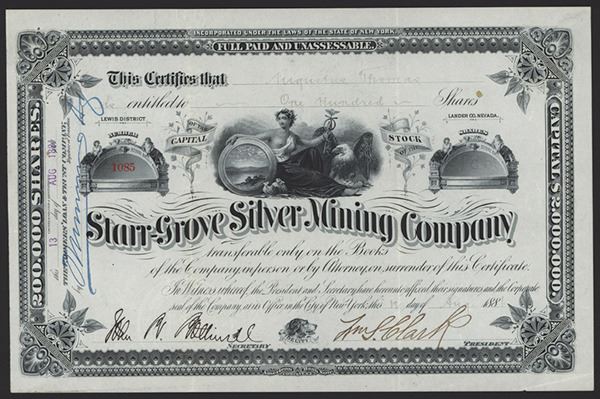 INCORPORATED UNDER THE LAWS OF THE STATE OF NEW YORK.
FULL PAID AND UNASSESSABLE.
This Certifies that Augustus Thomas
is entitled to One Hundred Shares
LEWIS DISTRICT
LANDER CO. NEVADA.
NUMBER
1085
CAPITAL
STOCK
SHARES
Starr-Grove Silver Mining Company
transferable only on the Books
of the Company in person or by Attorney, on surrender of this Certificate.
In Witness whereof, the President and Secretary have hereunto affixed their signatures and the Corporate
seal of the Company, at its Office in the City of New York, this day of 188
SECRETARY
Wm S. Clark
PRESIDENT
200,000 SHARES.
AUG 13
CAPITAL $2,000,000.